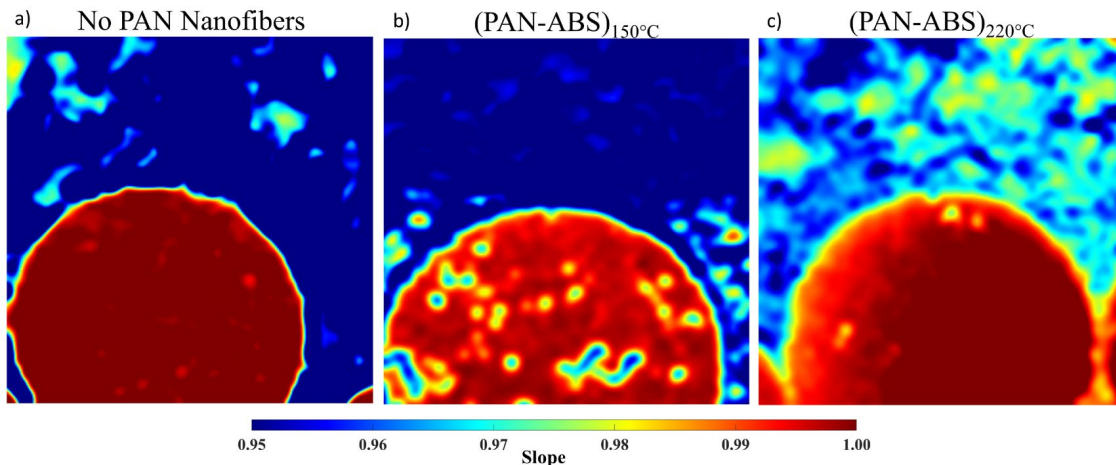 a) No PAN Nanofibers
b) (PAN-ABS)150°C
c) (PAN-ABS)220°C
0.95 0.96 0.97 0.98 0.99 1.00
Slope